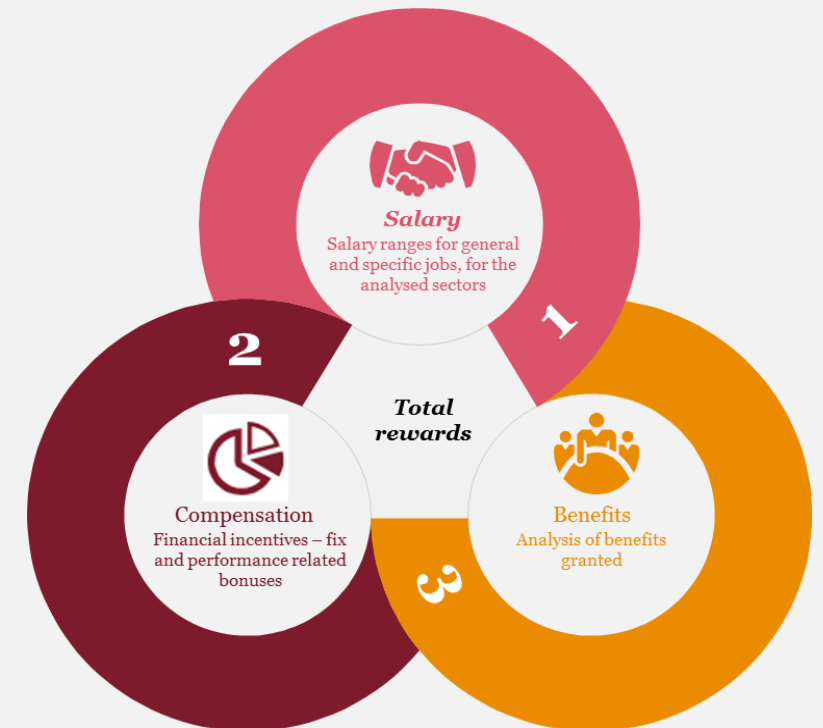 Salary
Salary ranges for general
and specific jobs, for the
analysed sectors
1
2
Total
rewards
Compensation
Financial incentives – fix
and performance related
bonuses
Benefits
Analysis of benefits
granted
3